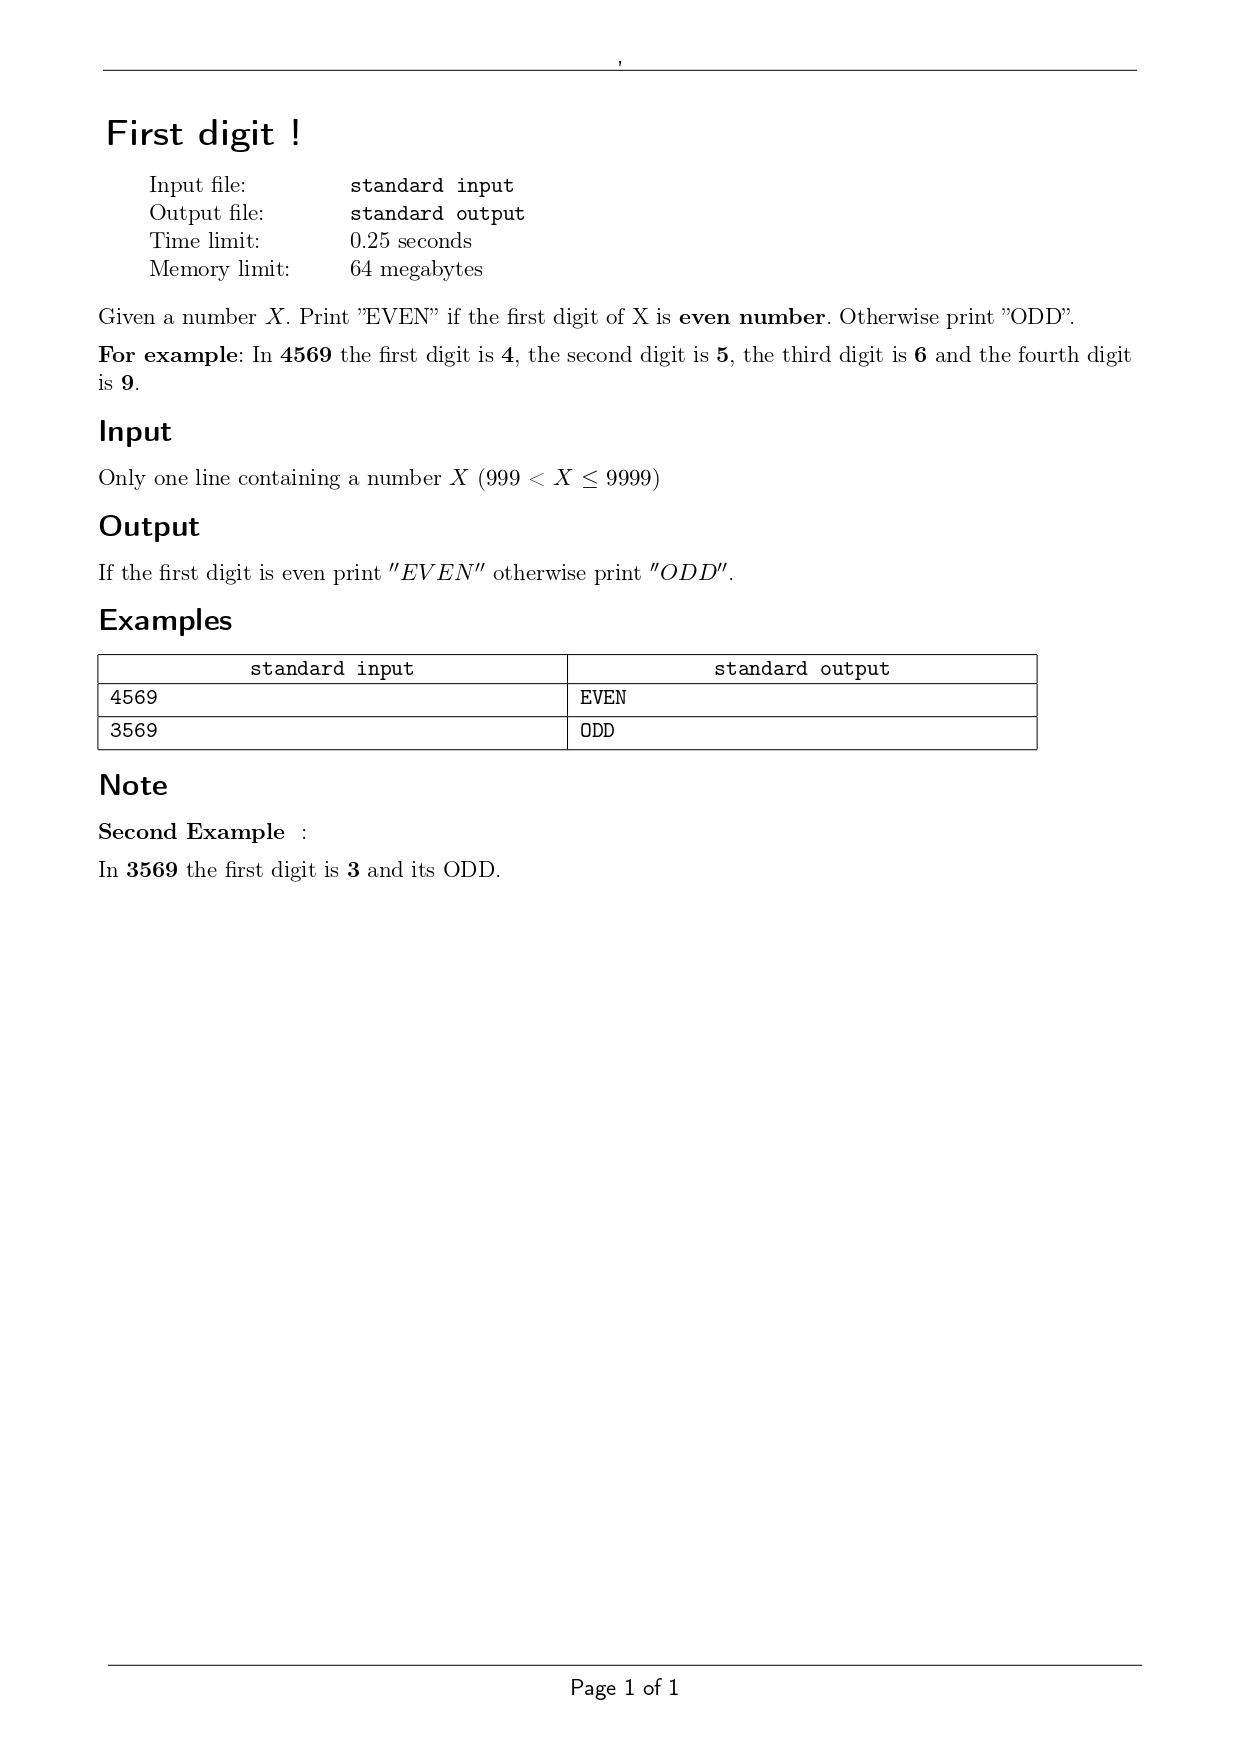 ,
First digit !
Input file: standard input
Output file: standard output
Time limit: 0.25 seconds
Memory limit: 64 megabytes
Given a number X. Print ”EVEN” if the first digit of X is even number. Otherwise print ”ODD”.
For example: In 4569 the first digit is 4, the second digit is 5, the third digit is 6 and the fourth digit
is 9.
Input
Only one line containing a number X (999 < X ≤ 9999)
Output
If the first digit is even print ″EVEN″ otherwise print ″ODD″.
Examples
standard input standard output
4569 EVEN
3569 ODD
Note
Second Example :
In 3569 the first digit is 3 and its ODD.
Page 1 of 1